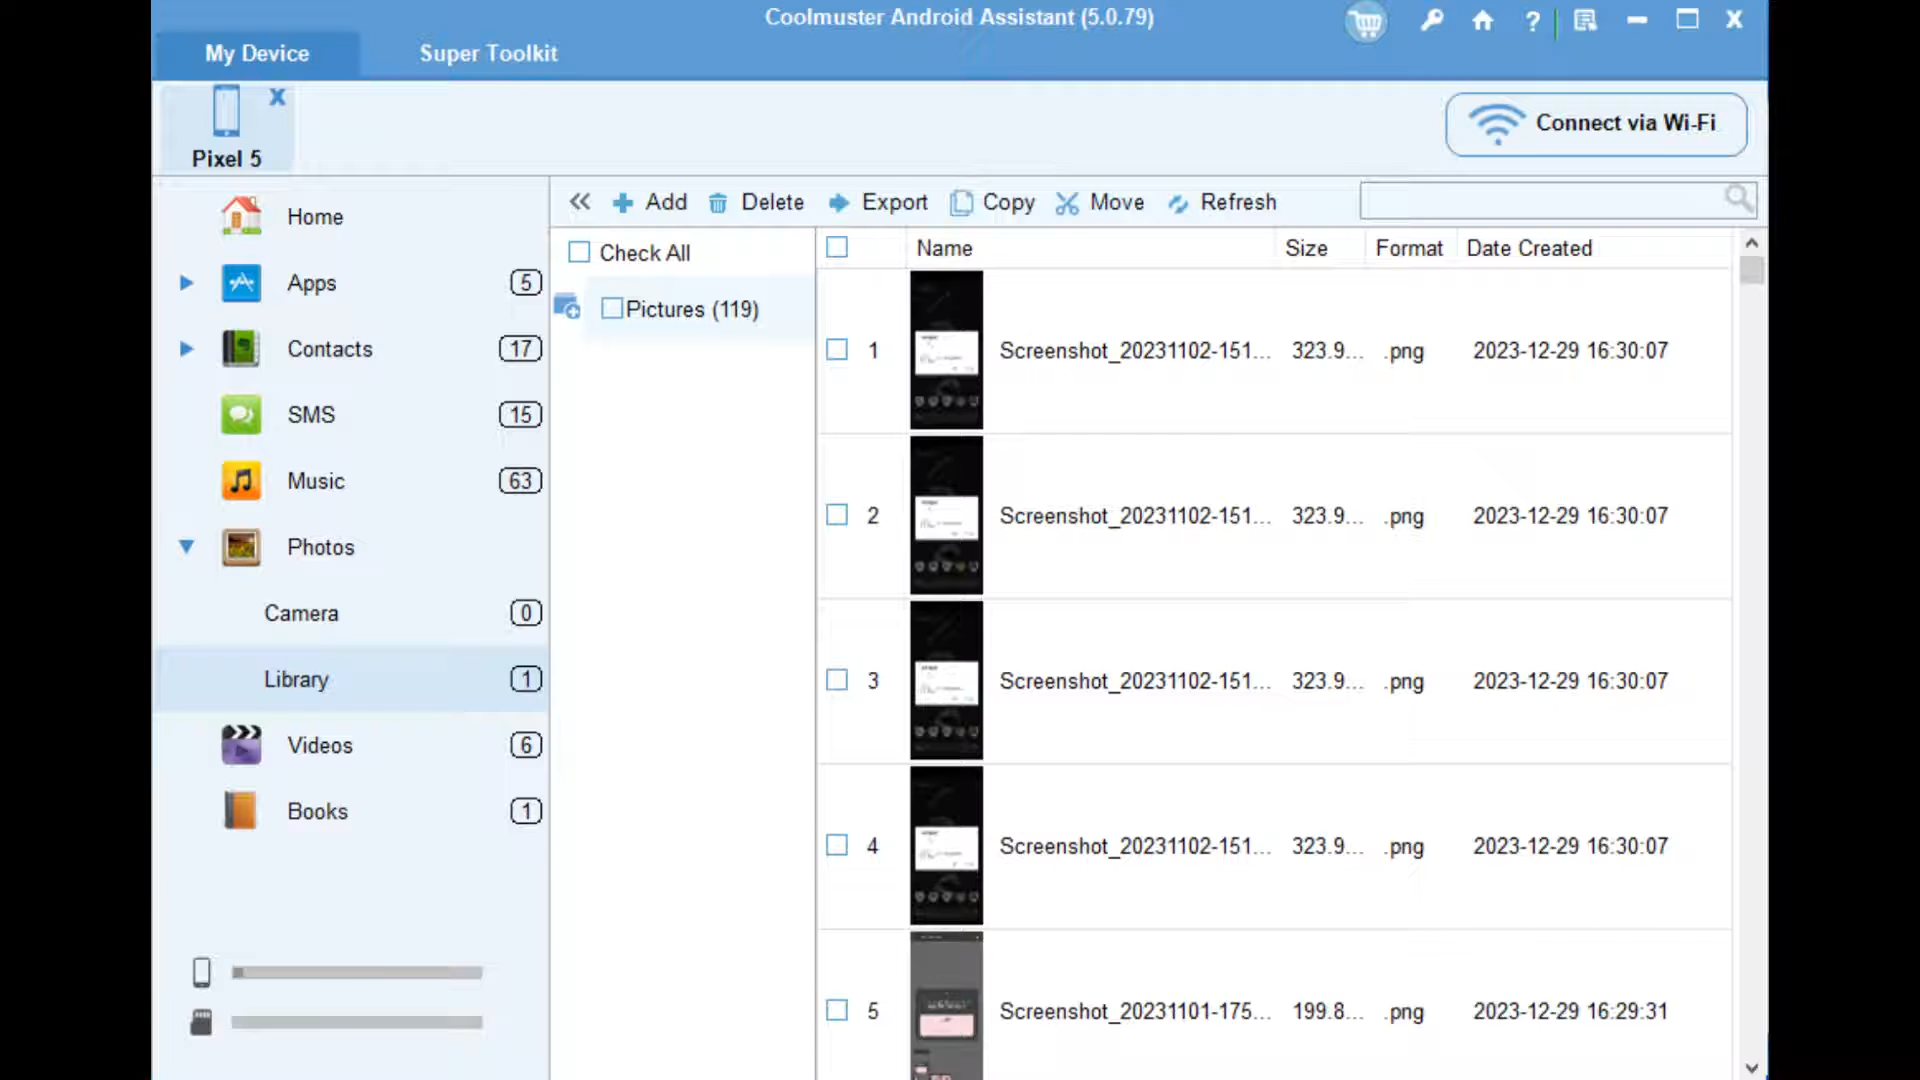 Coolmuster Android Assistant (5.0.79)
?
My Device
Super Toolkit
X
Pixel 5
Connect via Wi-Fi
Home
Apps 5
Contacts 17
SMS 15
Music 63
Photos
Camera 0
Library 1
Videos 6
Books 1
Add Delete Export Copy Move Refresh
Check All
Pictures (119)
Name Size Format Date Created
1 Screenshot_20231102-151... 323.9... .png 2023-12-29 16:30:07
2 Screenshot_20231102-151... 323.9... .png 2023-12-29 16:30:07
3 Screenshot_20231102-151... 323.9... .png 2023-12-29 16:30:07
4 Screenshot_20231102-151... 323.9... .png 2023-12-29 16:30:07
5 Screenshot_20231101-175... 199.8... .png 2023-12-29 16:29:31